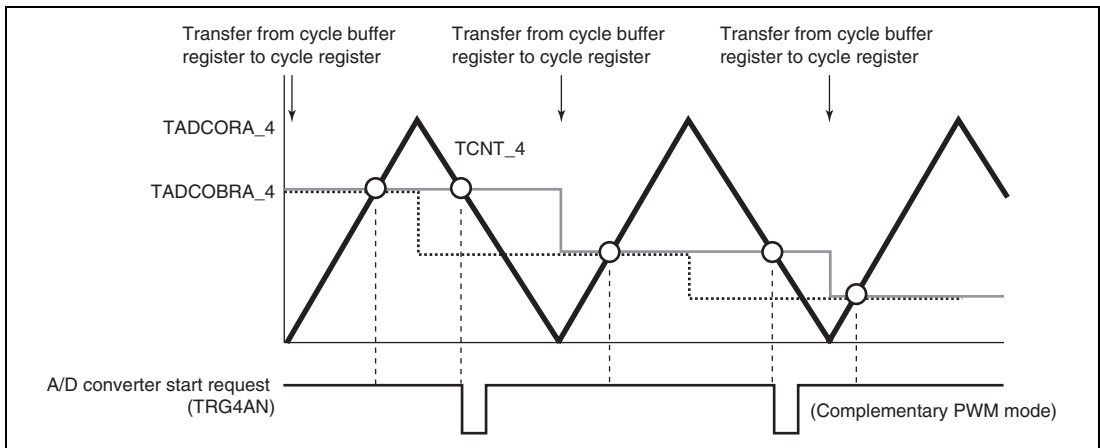 Transfer from cycle buffer
register to cycle register
Transfer from cycle buffer
register to cycle register
Transfer from cycle buffer
register to cycle register
TADCORA_4
TCNT_4
TADCOBRA_4
A/D converter start request
(TRG4AN)
(Complementary PWM mode)